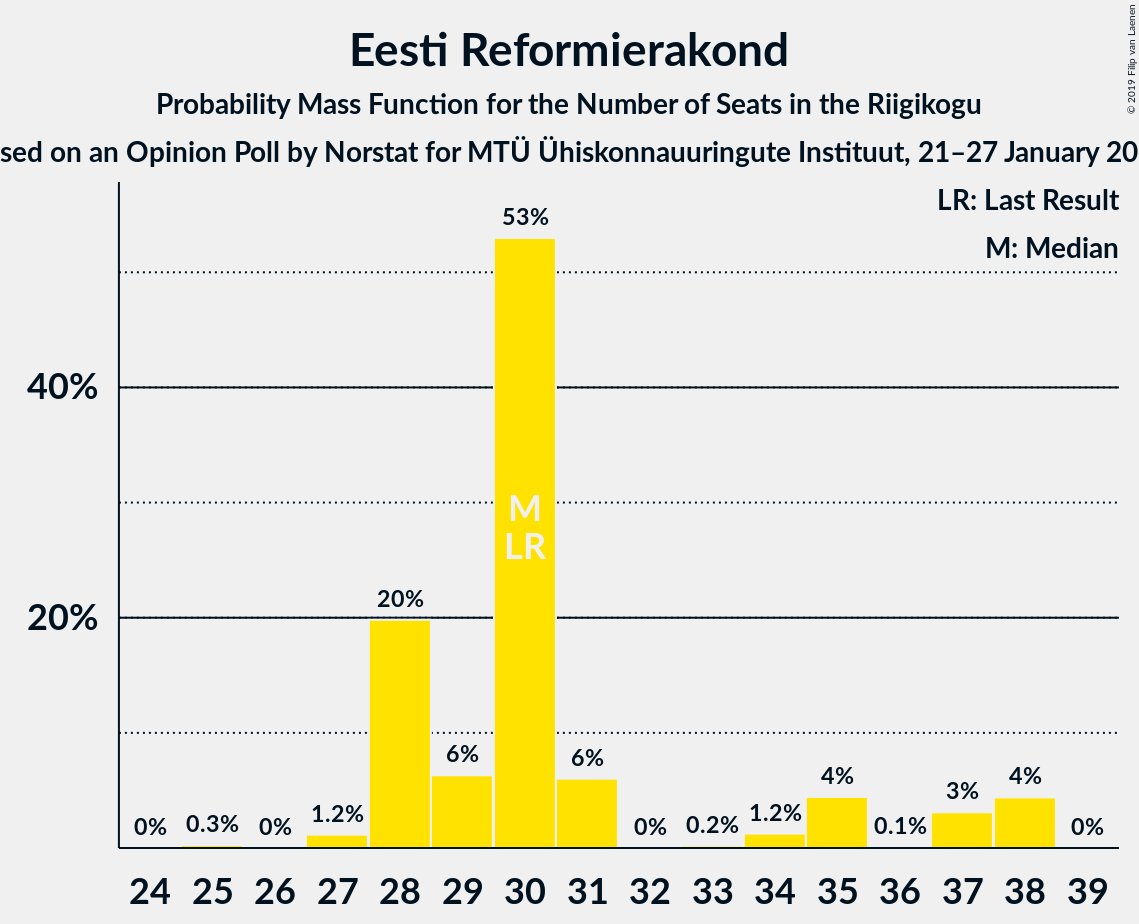 Eesti Reformierakond
Probability Mass Function for the Number of Seats in the Riigikogu
sed on an Opinion Poll by Norstat for MTÜ Ühiskonnauuringute Instituut, 21–27 January 20
© 2019 Filip van Laenen
LR: Last Result
M: Median
40%
20%
0% 0.3% 0% 1.2% 20% 6% 53% 6% 0% 0.2% 1.2% 4% 0.1% 3% 4% 0%
M
LR
24 25 26 27 28 29 30 31 32 33 34 35 36 37 38 39